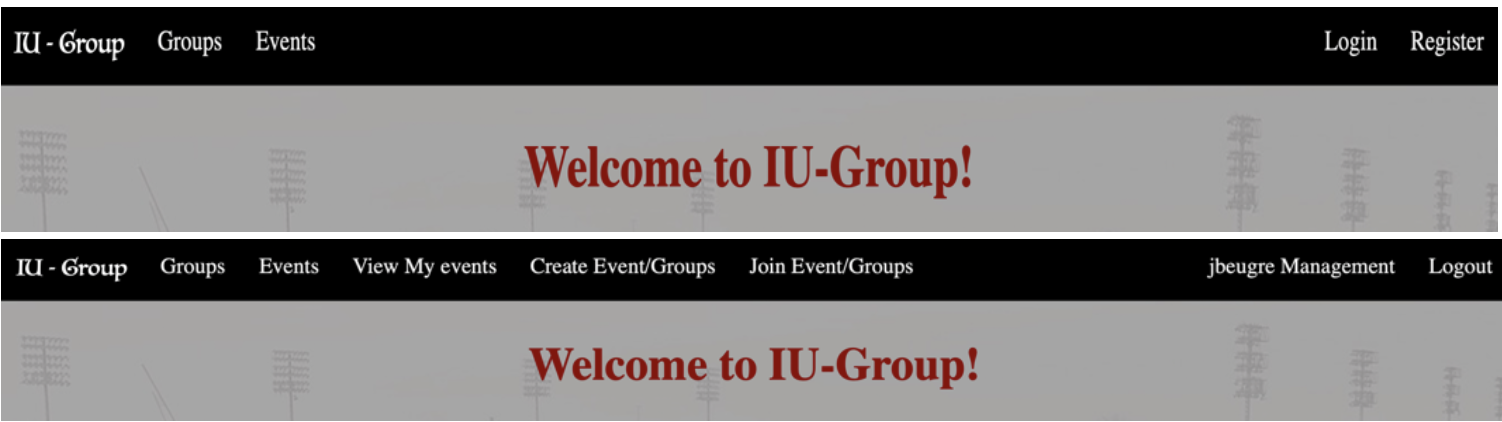 IU - Group Groups Events Login Register
Welcome to IU-Group!
IU - Group Groups Events View My events Create Event/Groups Join Event/Groups jbeugre Management Logout
Welcome to IU-Group!